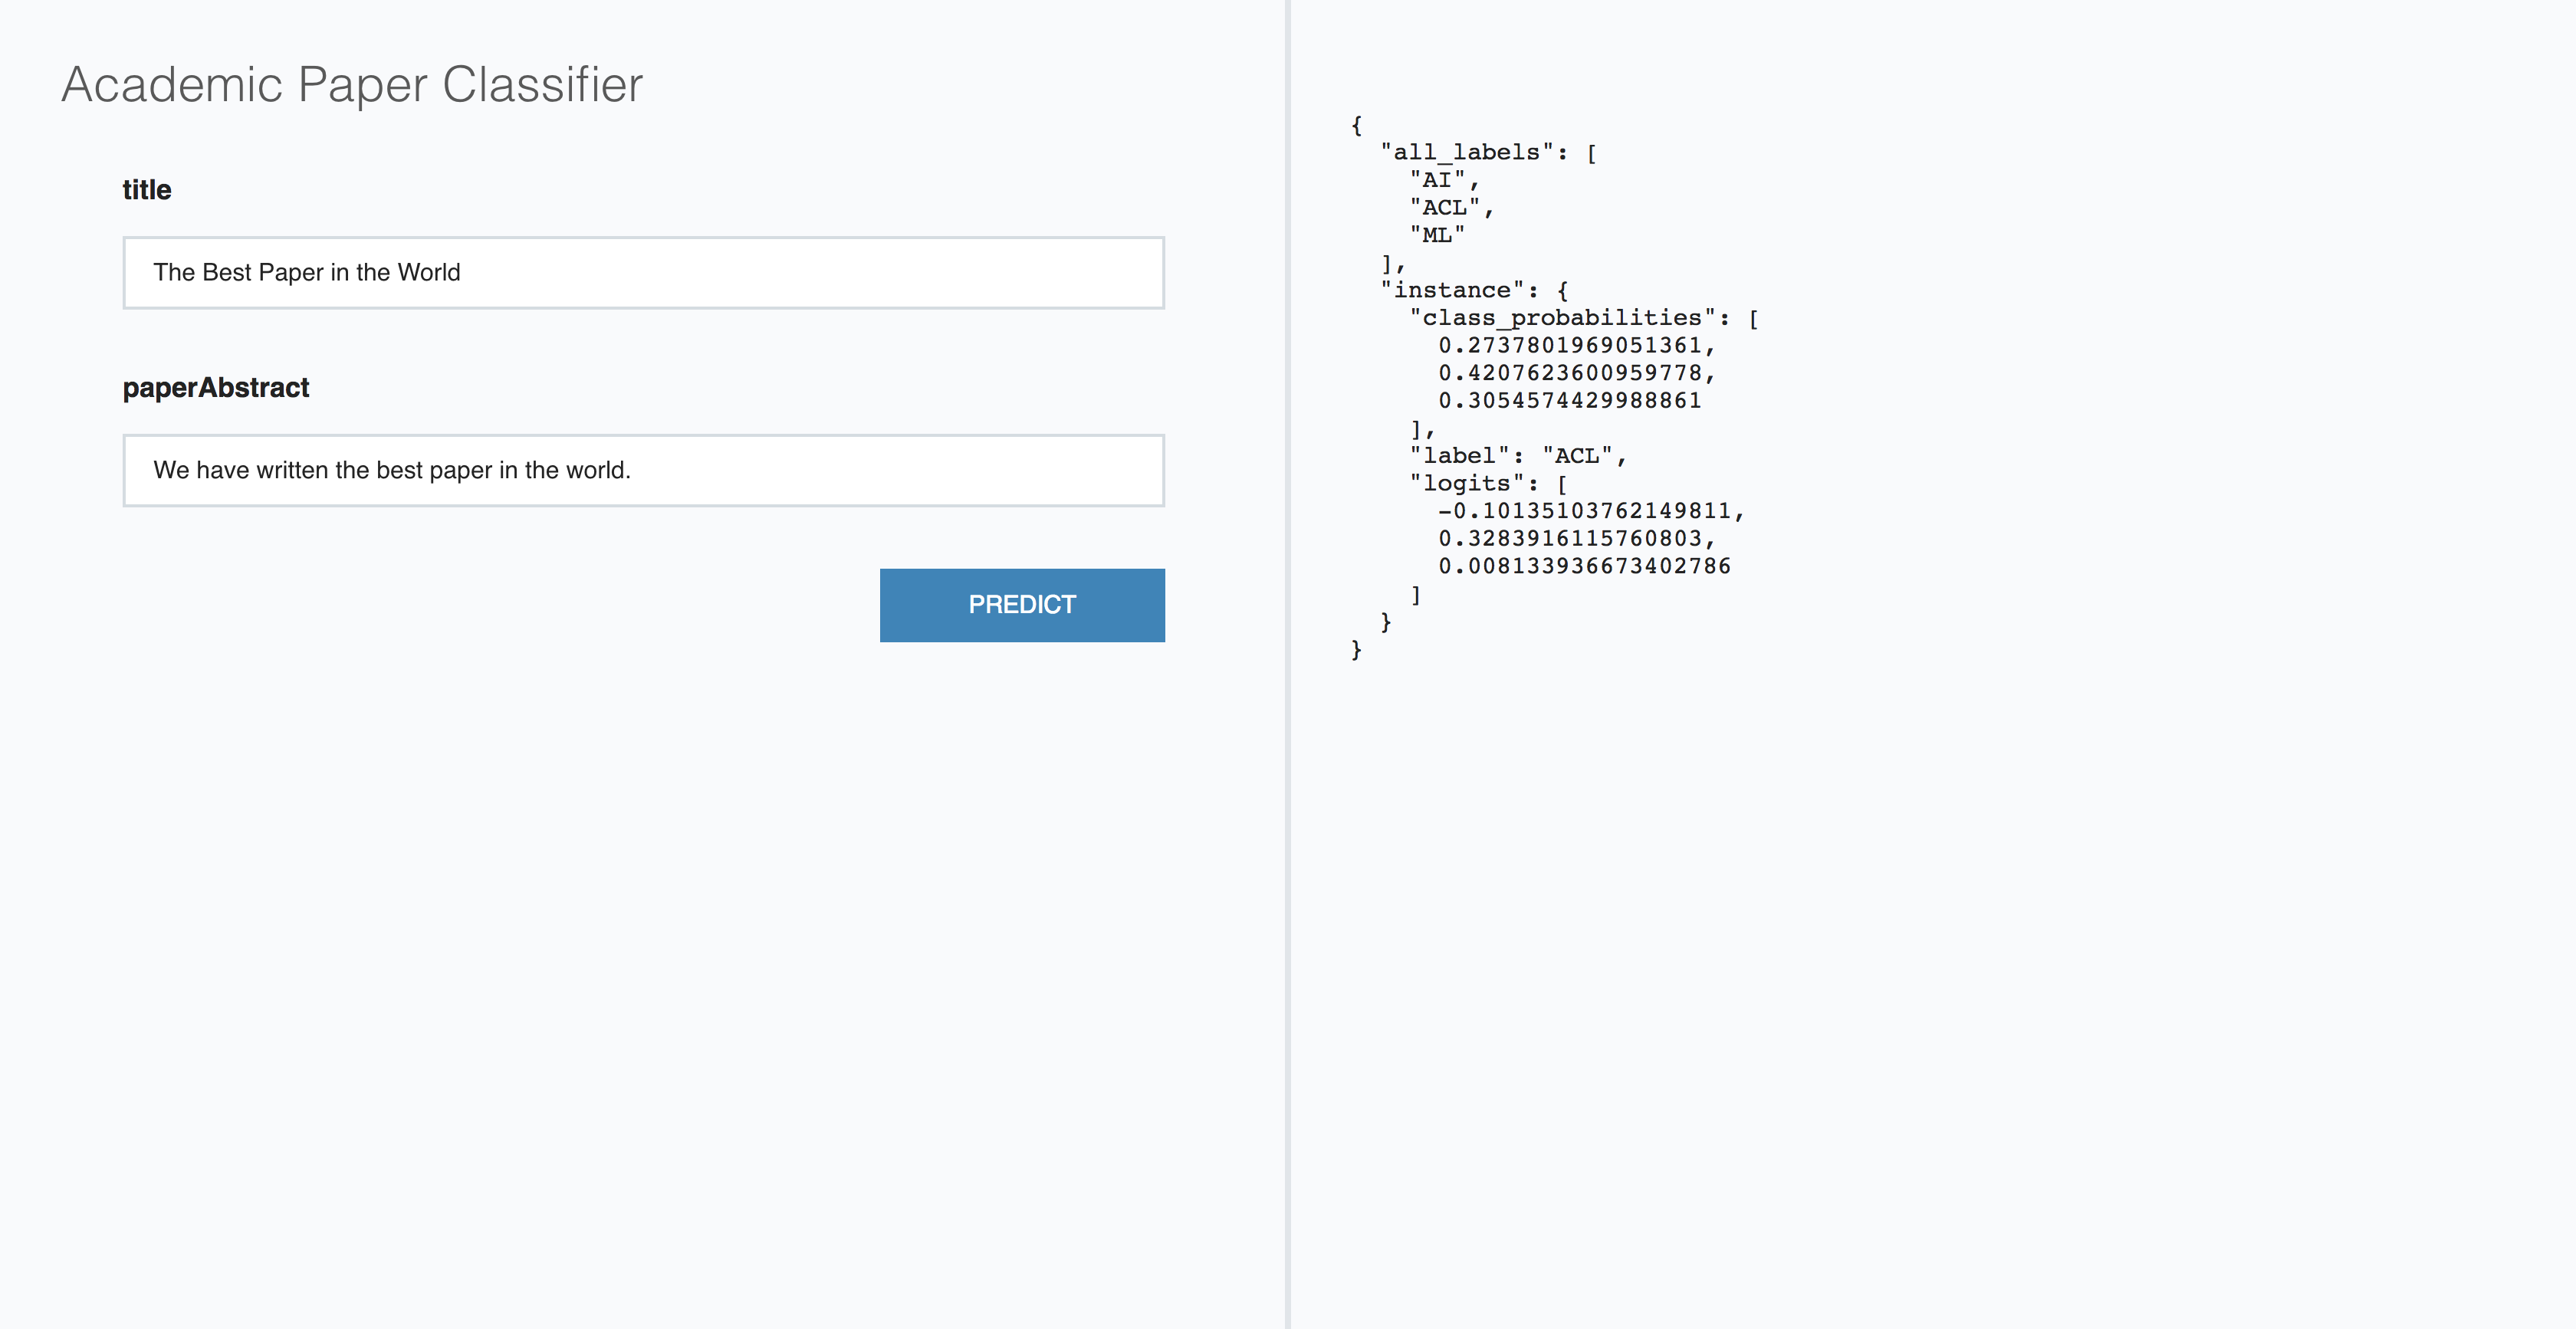 Academic Paper Classifier
title
The Best Paper in the World
paperAbstract
We have written the best paper in the world.
PREDICT
{
  "all_labels": [
    "AI",
    "ACL",
    "ML"
  ],
  "instance": {
    "class_probabilities": [
      0.2737801969051361,
      0.4207623600959778,
      0.3054574429988861
    ],
    "label": "ACL",
    "logits": [
      -0.10135103762149811,
      0.3283916115760803,
      0.008133936673402786
    ]
  }
}